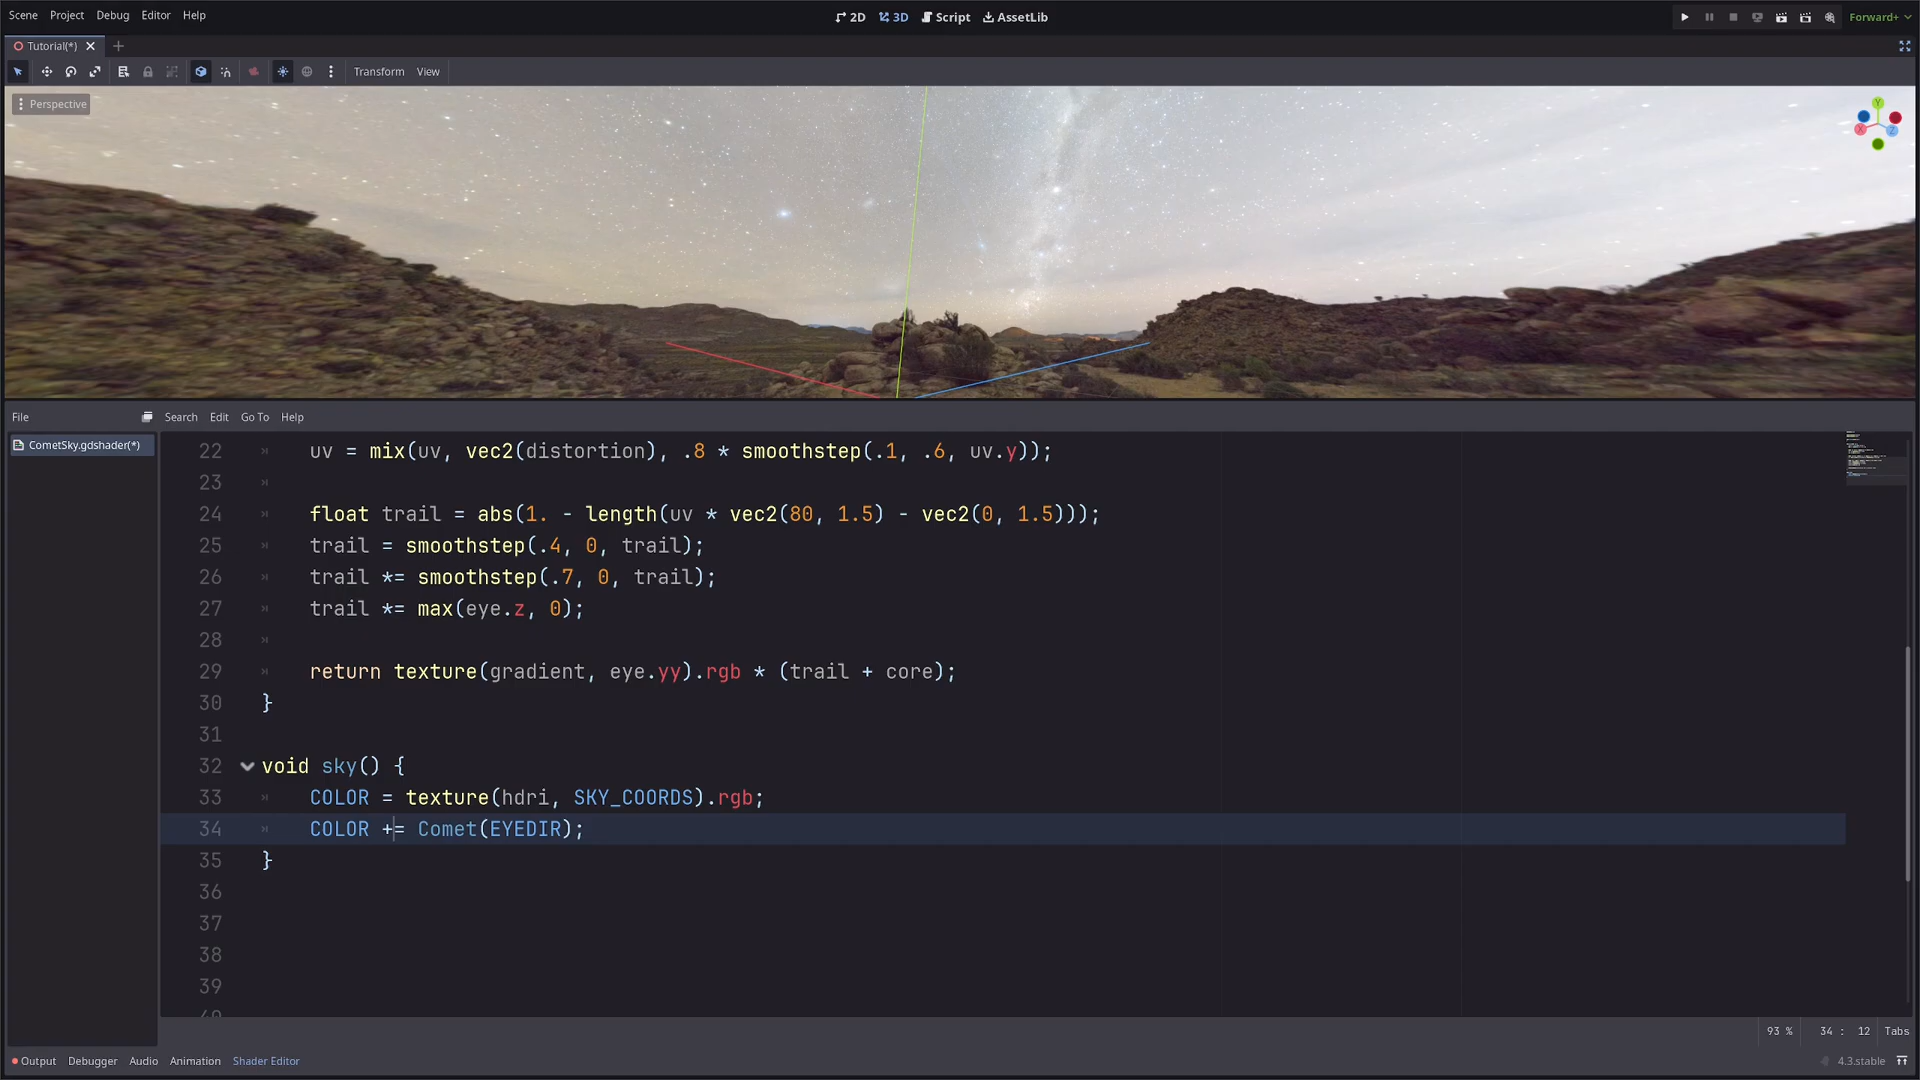 Scene Project Debug Editor Help
2D 3D Script AssetLib
Forward+
Tutorial(*)
Transform View
Perspective
Y
X
Z
File
Search Edit Go To Help
CometSky.gdshader(*)
22 uv = mix(uv, vec2(distortion), .8 * smoothstep(.1, .6, uv.y));
23
24 float trail = abs(1. - length(uv * vec2(80, 1.5) - vec2(0, 1.5)));
25 trail = smoothstep(.4, 0, trail);
26 trail *= smoothstep(.7, 0, trail);
27 trail *= max(eye.z, 0);
28
29 return texture(gradient, eye.yy).rgb * (trail + core);
30 }
31
32 void sky() {
33 COLOR = texture(hdri, SKY_COORDS).rgb;
34 COLOR += Comet(EYEDIR);
35 }
36
37
38
39
40
93 % 34 : 12 Tabs
Output Debugger Audio Animation Shader Editor
4.3.stable